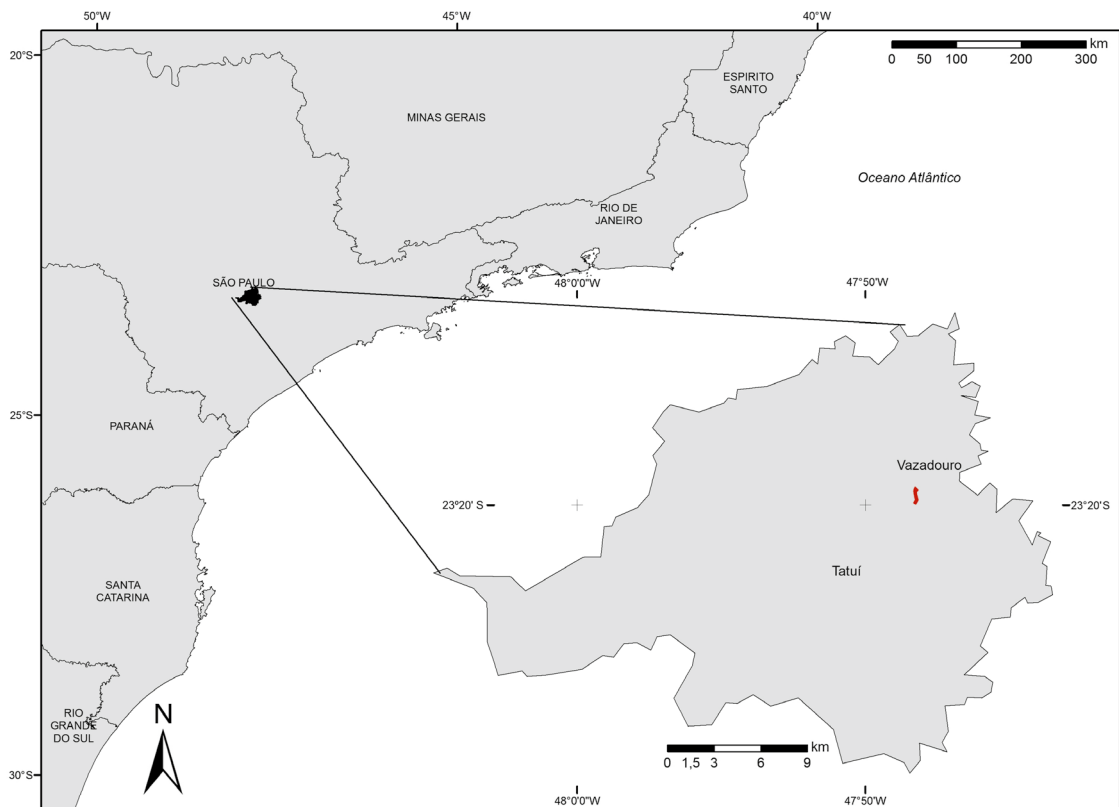 50°W
45°W
40°W
20°S
km
0 50 100 200 300
ESPIRITO
SANTO
MINAS GERAIS
Oceano Atlântico
RIO DE
JANEIRO
SÃO PAULO
48°0'0"W
47°50'W
25°S
PARANÁ
Vazadouro
23°20' S
23°20'S
Tatuí
SANTA
CATARINA
N
RIO
GRANDE
DO SUL
km
0 1,5 3 6 9
30°S
48°0'0"W
47°50'W